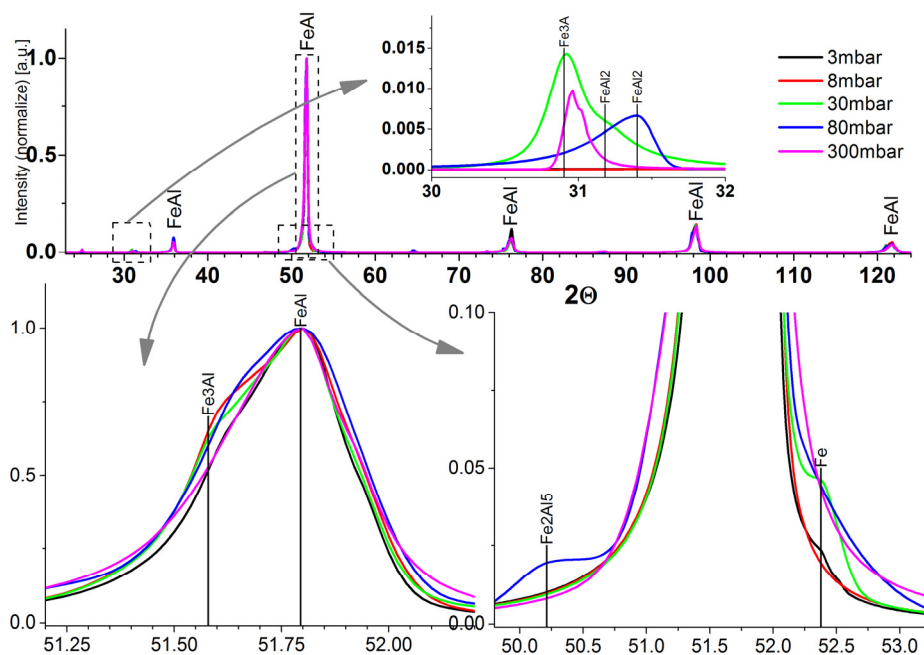 Intensity (normalize) [a.u.]
1.0
0.5
0.0
30
40
50
60
70
80
90
100
110
120
2Θ
FeAl
FeAl
FeAl
FeAl
FeAl
0.015
0.010
0.005
0.000
30
31
32
Fe3A
FeAl2
FeAl2
3mbar
8mbar
30mbar
80mbar
300mbar
1.0
0.5
0.0
51.25
51.50
51.75
52.00
Fe3Al
FeAl
0.10
0.05
0.00
50.0
50.5
51.0
51.5
52.0
52.5
53.0
Fe2Al5
Fe